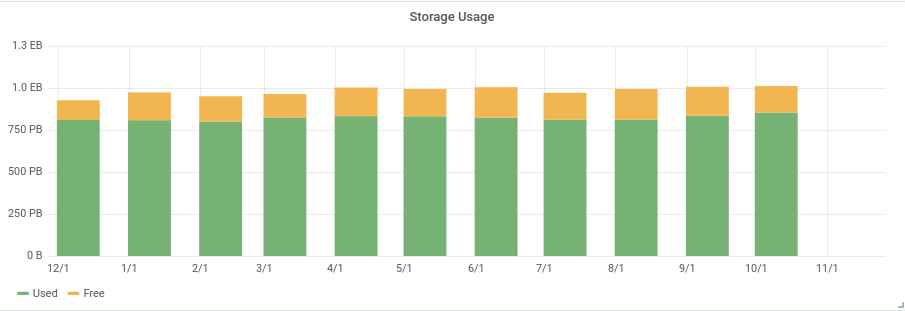 Storage Usage
1.3 EB
1.0 EB
750 PB
500 PB
250 PB
0 B
12/1 1/1 2/1 3/1 4/1 5/1 6/1 7/1 8/1 9/1 10/1 11/1
Used Free